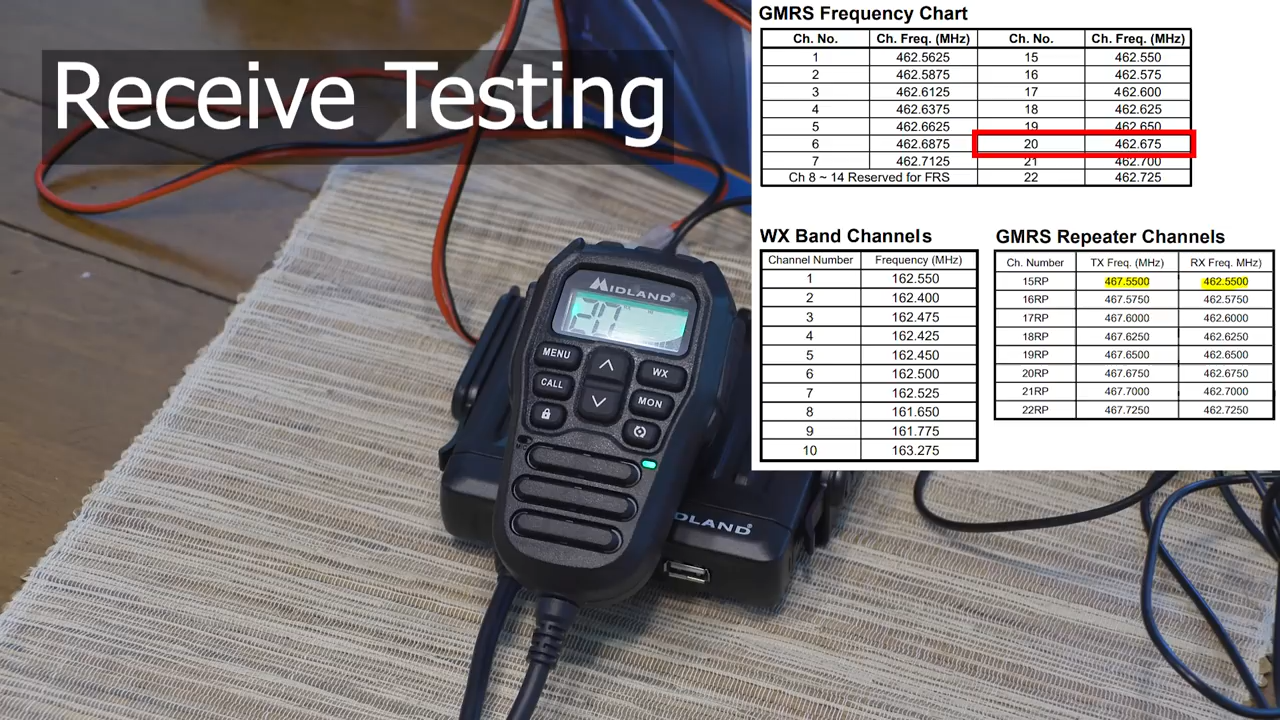 Receive Testing
GMRS Frequency Chart
Ch. No. Ch. Freq. (MHz) Ch. No. Ch. Freq. (MHz)
1 462.5625 15 462.550
2 462.5875 16 462.575
3 462.6125 17 462.600
4 462.6375 18 462.625
5 462.6625 19 462.650
6 462.6875 20 462.675
7 462.7125 21 462.700
Ch 8 ~ 14 Reserved for FRS 22 462.725
WX Band Channels
Channel Number Frequency (MHz)
1 162.550
2 162.400
3 162.475
4 162.425
5 162.450
6 162.500
7 162.525
8 161.650
9 161.775
10 163.275
GMRS Repeater Channels
Ch. Number TX Freq. (MHz) RX Freq. MHz)
15RP 467.5500 462.5500
16RP 467.5750 462.5750
17RP 467.6000 462.6000
18RP 467.6250 462.6250
19RP 467.6500 462.6500
20RP 467.6750 462.6750
21RP 467.7000 462.7000
22RP 467.7250 462.7250
MIDLAND
MENU
WX
CALL
MON